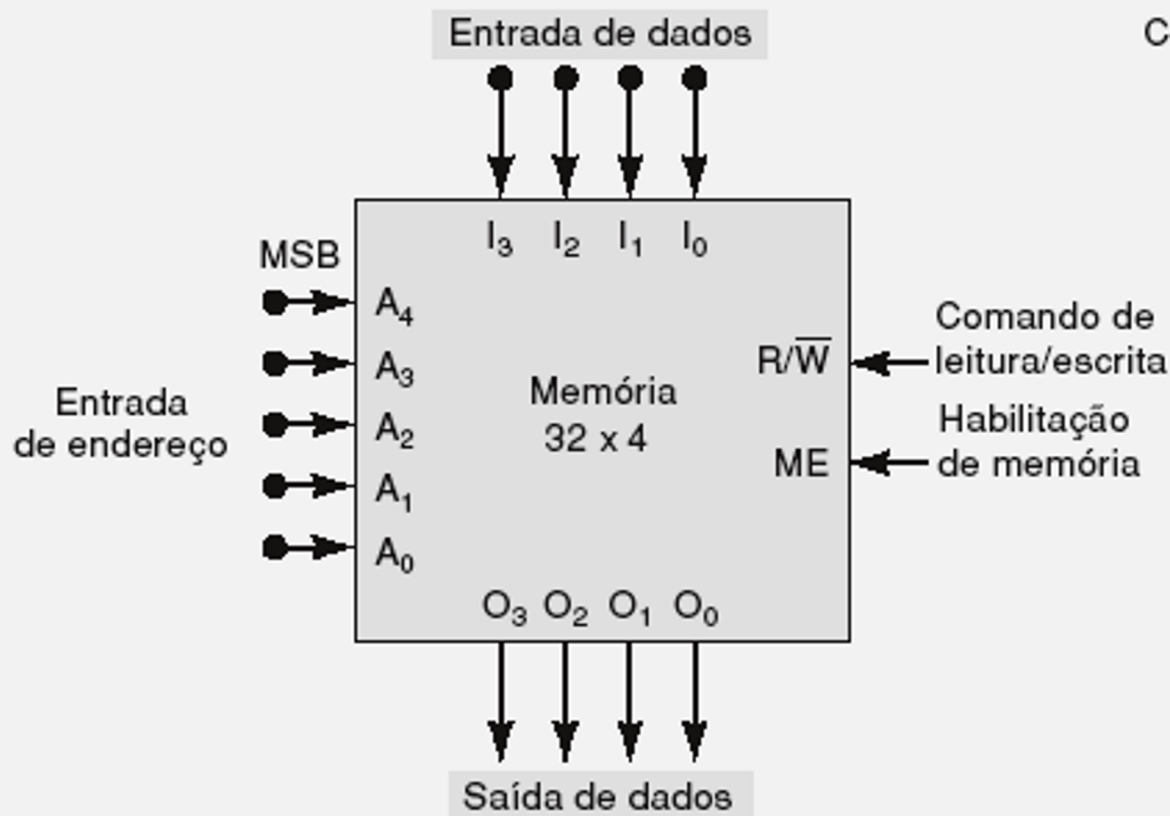 Entrada de dados
C
I₃ I₂ I₁ I₀
MSB
A₄
A₃
A₂
A₁
A₀
Entrada
de endereço
Memória
32 x 4
R/W̅
ME
Comando de
leitura/escrita
Habilitação
de memória
O₃ O₂ O₁ O₀
Saída de dados